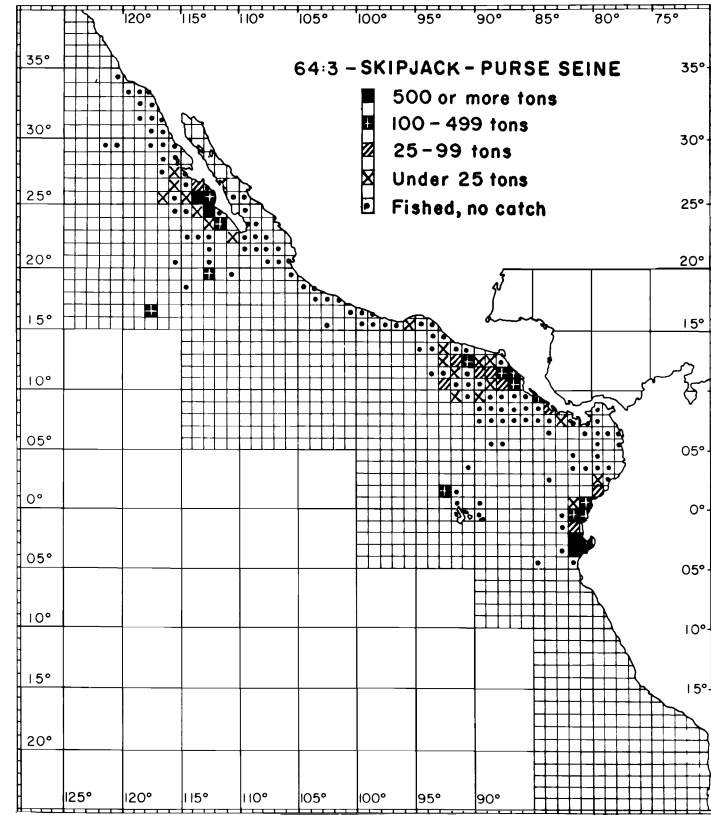 120° 115° 110° 105° 100° 95° 90° 85° 80° 75°
64:3 – SKIPJACK – PURSE SEINE
500 or more tons
100 – 499 tons
25 – 99 tons
Under 25 tons
Fished, no catch
35° 35°
30° 30°
25° 25°
20° 20°
15° 15°
10° 10°
05° 05°
0° 0°
05° 05°
10° 10°
15° 15°
20°
125° 120° 115° 110° 105° 100° 95° 90°